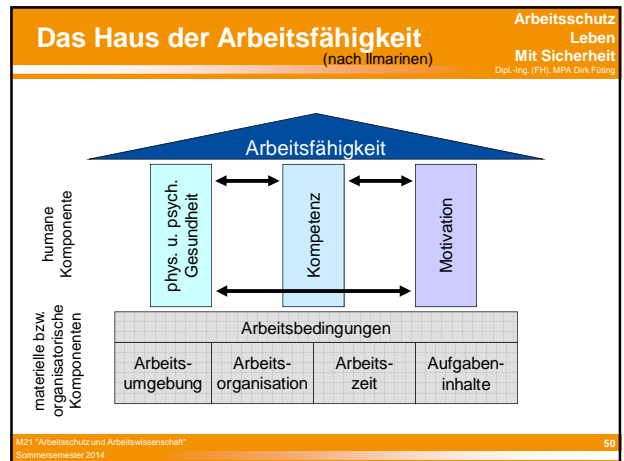 Das Haus der Arbeitsfähigkeit
(nach Ilmarinen)
Arbeitsschutz
Leben
Mit Sicherheit
Dipl.-Ing. (FH), MPA Dirk Füting
Arbeitsfähigkeit
humane
Komponente
phys. u. psych.
Gesundheit
Kompetenz
Motivation
materielle bzw.
organisatorische
Komponenten
Arbeitsbedingungen
Arbeits-
umgebung
Arbeits-
organisation
Arbeits-
zeit
Aufgaben-
inhalte
M21 "Arbeitsschutz und Arbeitswissenschaft"
Sommersemester 2014
50